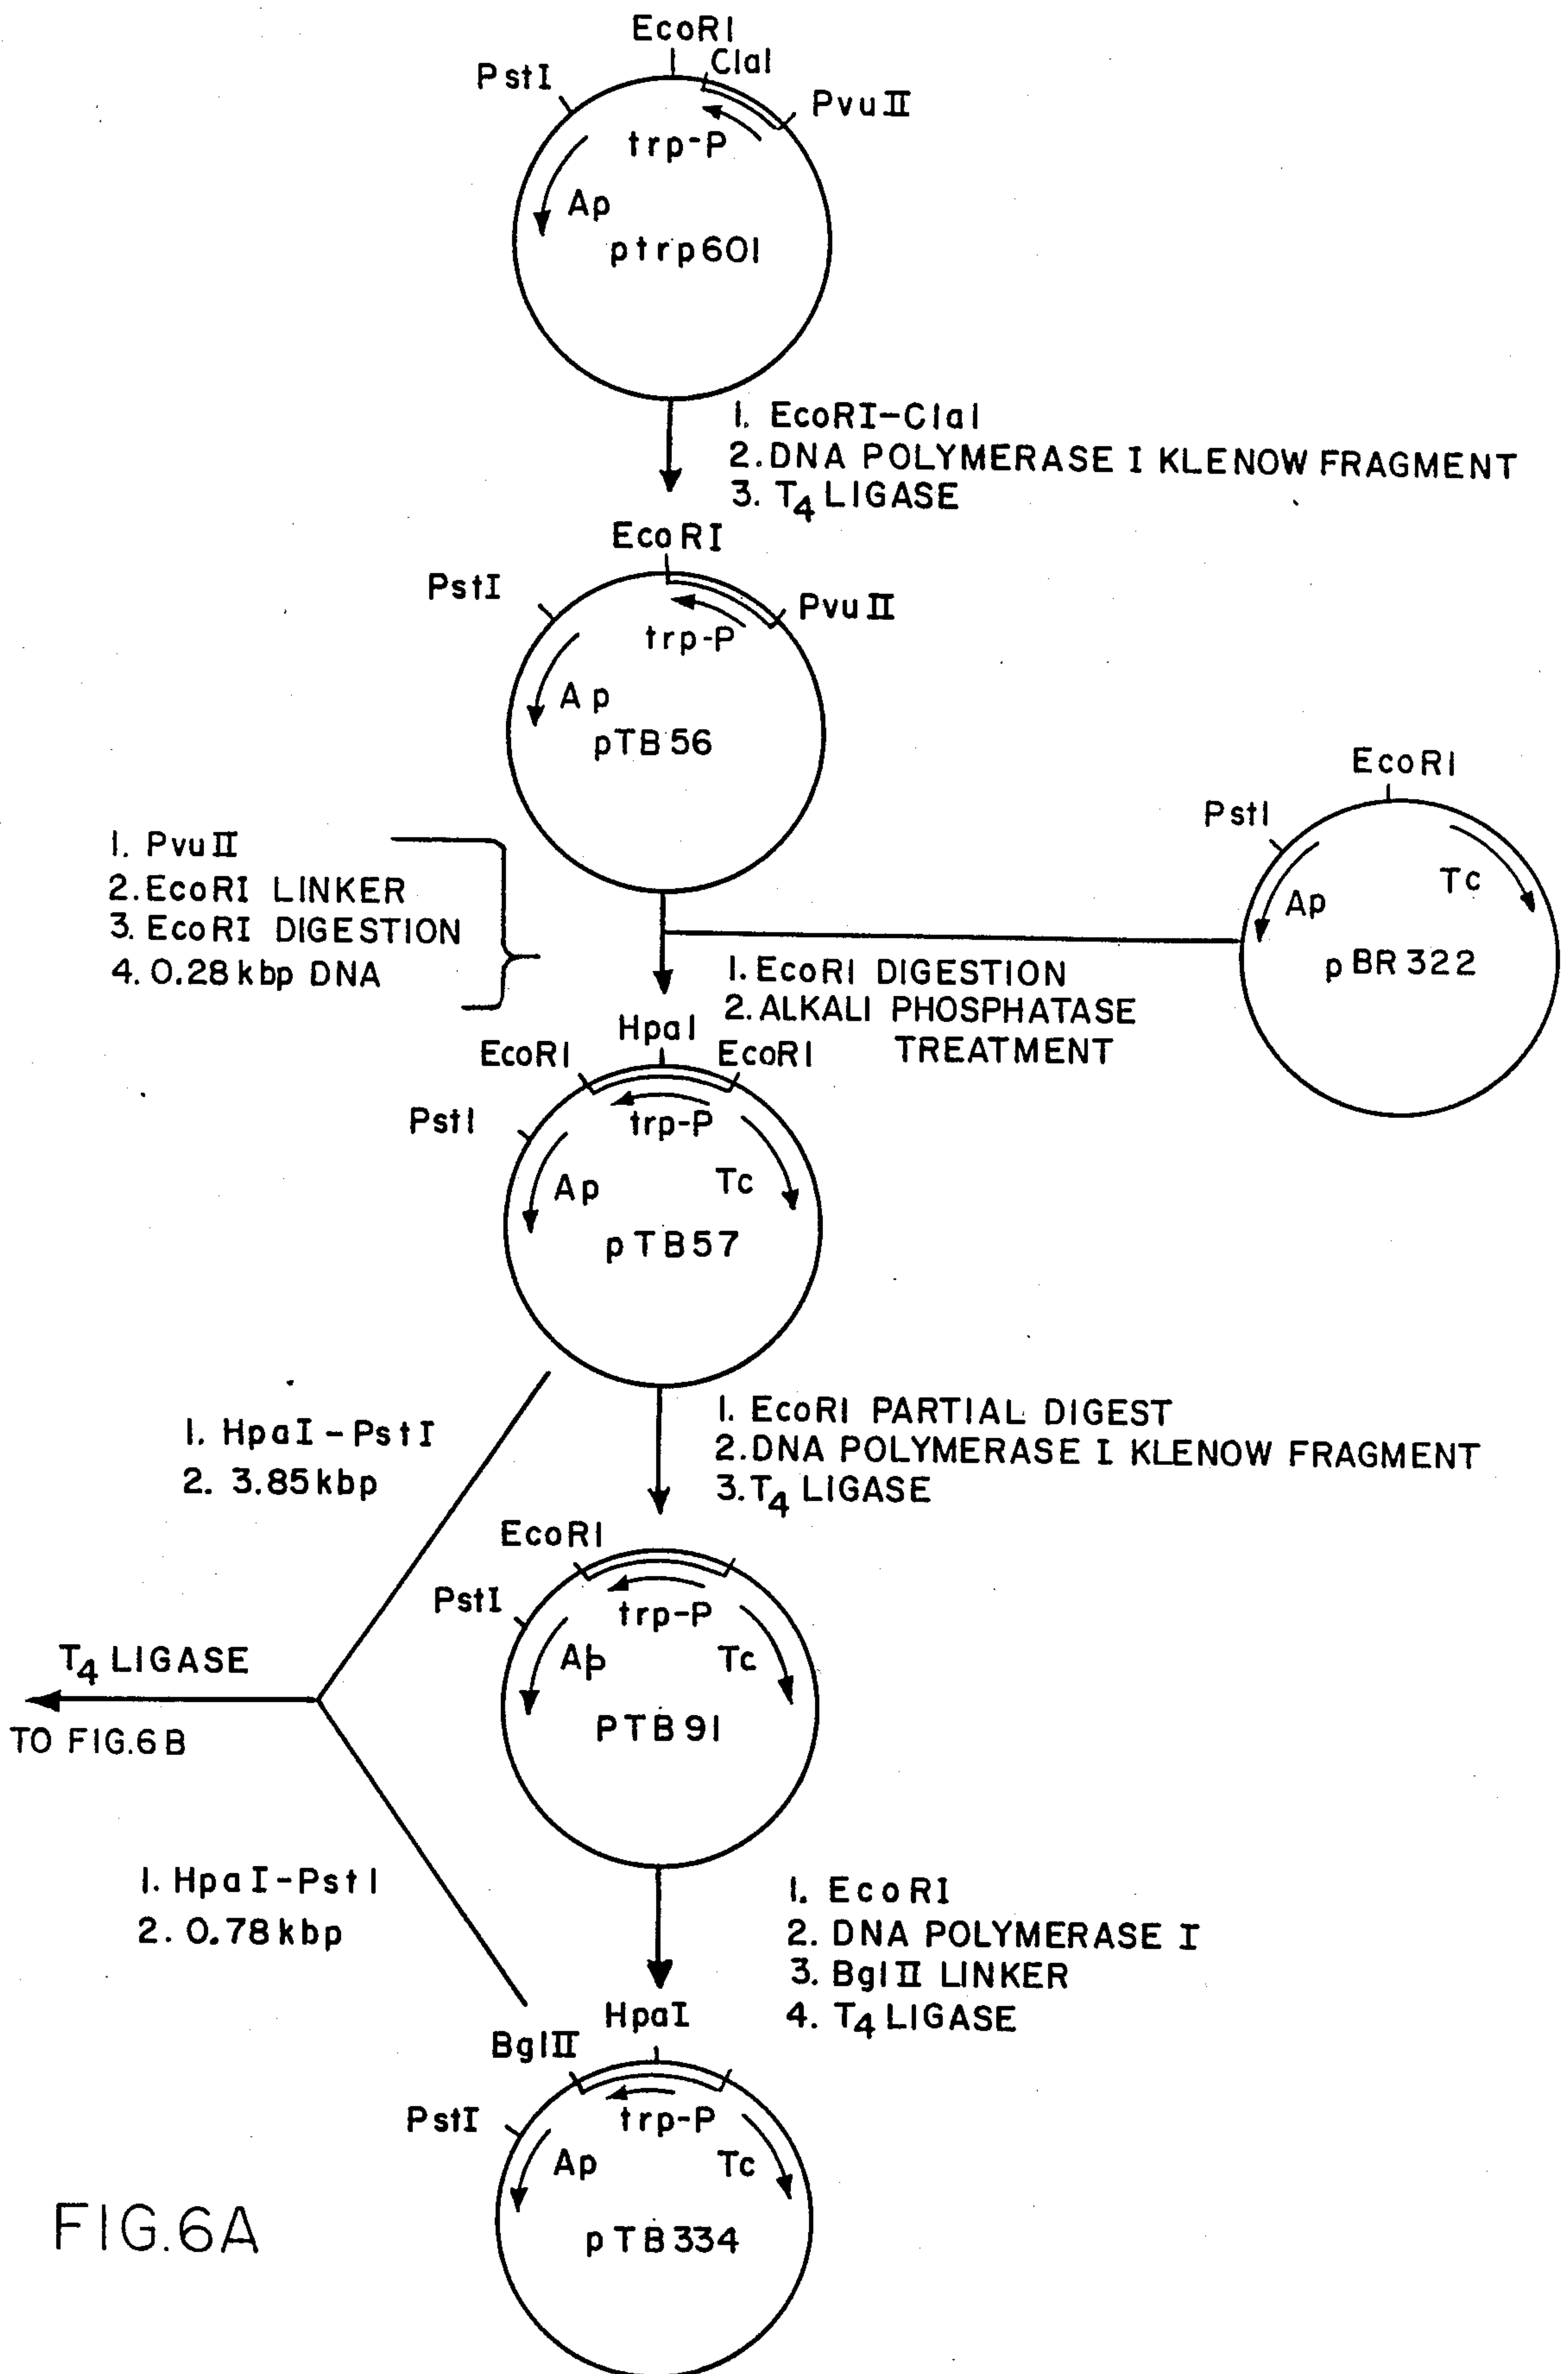 EcoRI
ClaI
PstI
PvuII
trp-P
Ap
ptrp601
1. EcoRI-ClaI
2. DNA POLYMERASE I KLENOW FRAGMENT
3. T4 LIGASE
EcoRI
PstI
PvuII
trp-P
Ap
pTB56
EcoRI
PstI
Tc
Ap
pBR322
1. PvuII
2. EcoRI LINKER
3. EcoRI DIGESTION
4. 0.28 kbp DNA
1. EcoRI DIGESTION
2. ALKALI PHOSPHATASE
TREATMENT
HpaI
EcoRI
EcoRI
PstI
trp-P
Ap
Tc
pTB57
1. HpaI-PstI
2. 3.85 kbp
1. EcoRI PARTIAL DIGEST
2. DNA POLYMERASE I KLENOW FRAGMENT
3. T4 LIGASE
EcoRI
PstI
trp-P
Ap
Tc
PTB91
T4 LIGASE
TO FIG.6B
1. HpaI-PstI
2. 0.78 kbp
1. EcoRI
2. DNA POLYMERASE I
3. BglII LINKER
4. T4 LIGASE
HpaI
BglII
PstI
trp-P
Ap
Tc
pTB334
FIG.6A